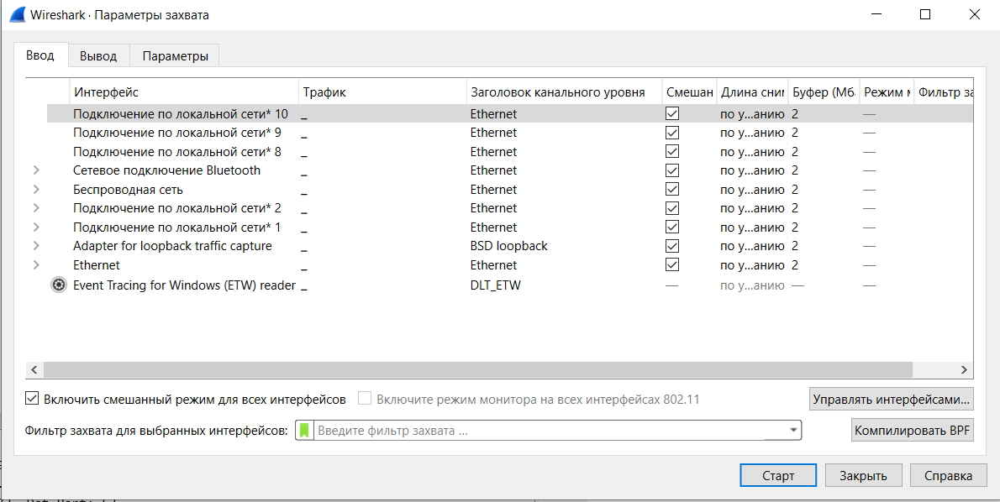 Wireshark · Параметры захвата
Ввод Вывод Параметры
Интерфейс Трафик Заголовок канального уровня Смешан Длина сниг Буфер (Мб. Режим м Фильтр за
Подключение по локальной сети* 10 _ Ethernet по у...анию 2 —
Подключение по локальной сети* 9 _ Ethernet по у...анию 2 —
Подключение по локальной сети* 8 _ Ethernet по у...анию 2 —
Сетевое подключение Bluetooth _ Ethernet по у...анию 2 —
Беспроводная сеть _ Ethernet по у...анию 2 —
Подключение по локальной сети* 2 _ Ethernet по у...анию 2 —
Подключение по локальной сети* 1 _ Ethernet по у...анию 2 —
Adapter for loopback traffic capture _ BSD loopback по у...анию 2 —
Ethernet _ Ethernet по у...анию 2 —
Event Tracing for Windows (ETW) reader _ DLT_ETW — по у...анию — —
Включить смешанный режим для всех интерфейсов Включите режим монитора на всех интерфейсах 802.11 Управлять интерфейсами...
Фильтр захвата для выбранных интерфейсов: Введите фильтр захвата ... Компилировать BPF
Старт Закрыть Справка